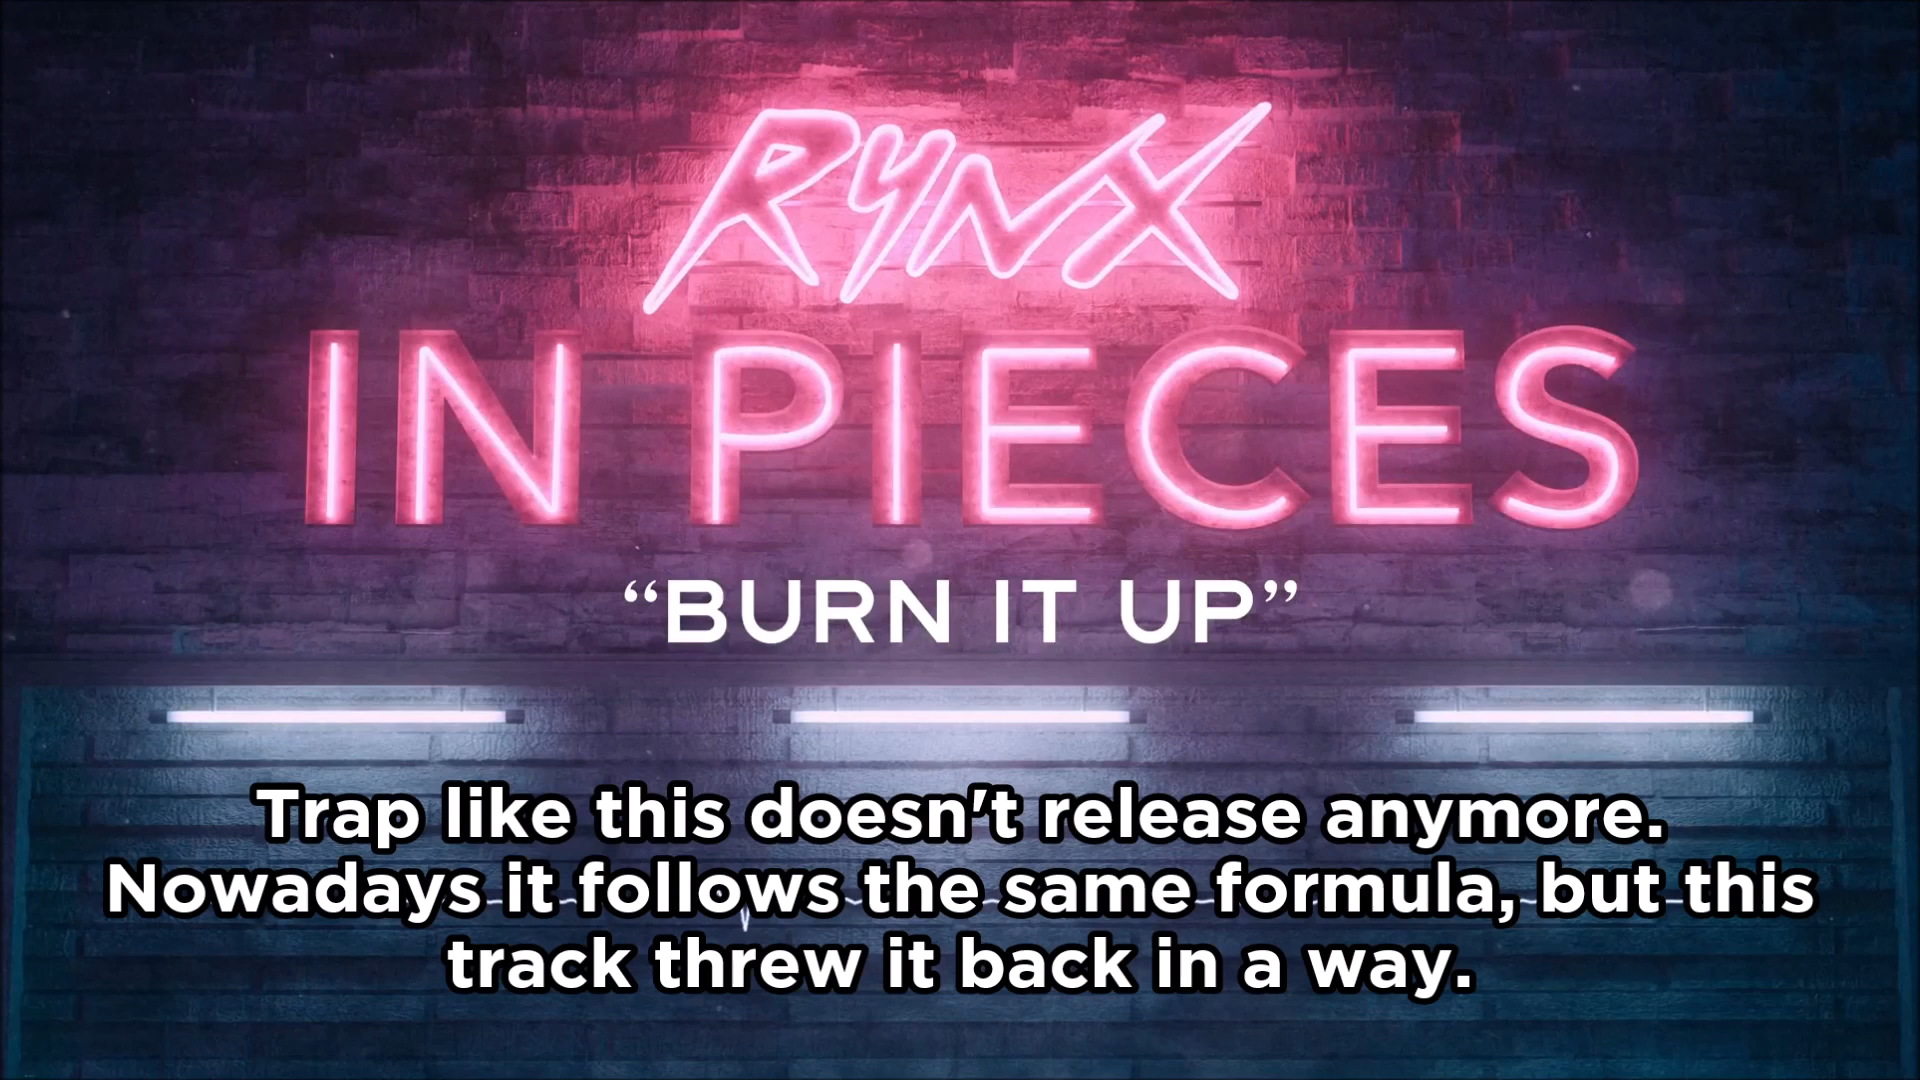 RYNX
IN PIECES
“BURN IT UP”
Trap like this doesn't release anymore.
Nowadays it follows the same formula, but this
track threw it back in a way.